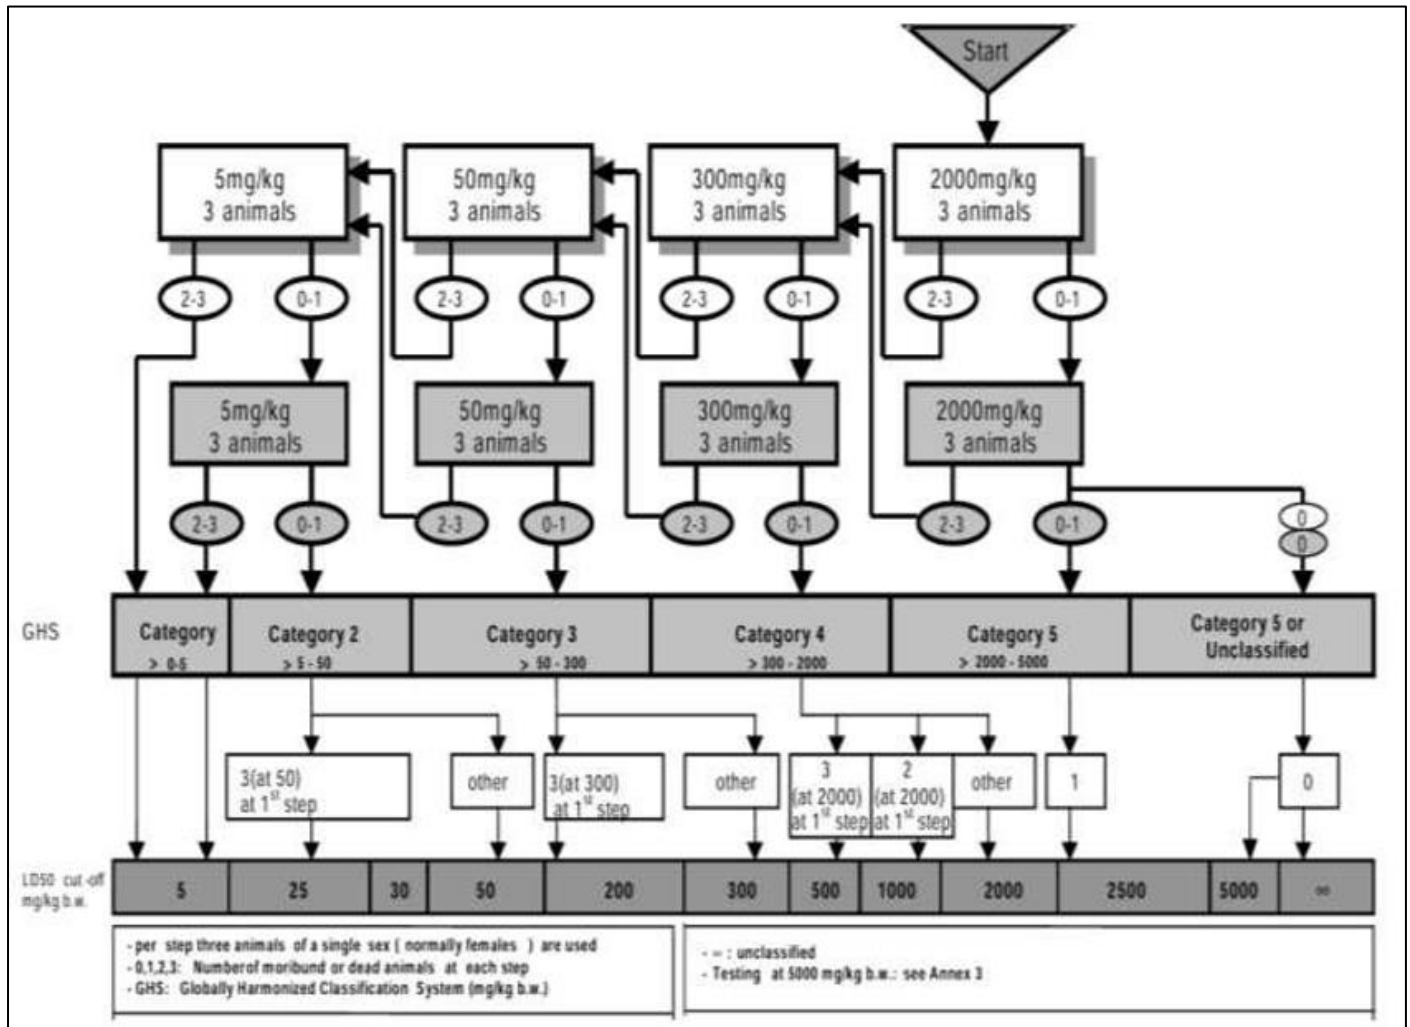 Start
5mg/kg
3 animals
50mg/kg
3 animals
300mg/kg
3 animals
2000mg/kg
3 animals
2-3
0-1
2-3
0-1
2-3
0-1
2-3
0-1
5mg/kg
3 animals
50mg/kg
3 animals
300mg/kg
3 animals
2000mg/kg
3 animals
2-3
0-1
2-3
0-1
2-3
0-1
2-3
0-1
0
0
GHS
Category
> 0-5
Category 2
> 5 - 50
Category 3
> 50 - 300
Category 4
> 300 - 2000
Category 5
> 2000 - 5000
Category 5 or
Unclassified
3(at 50)
at 1st step
other
3(at 300)
at 1st step
other
3
(at 2000)
at 1st step
2
(at 2000)
at 1st step
other
1
0
LD50 cut-off
mg/kg b.w.
5
25
30
50
200
300
500
1000
2000
2500
5000
∞
- per step three animals of a single sex ( normally females ) are used
- 0,1,2,3: Numberof moribund or dead animals at each step
- GHS: Globally Harmonized Classification System (mg/kg b.w.)
- ∞ : unclassified
- Testing at 5000 mg/kg b.w.: see Annex 3